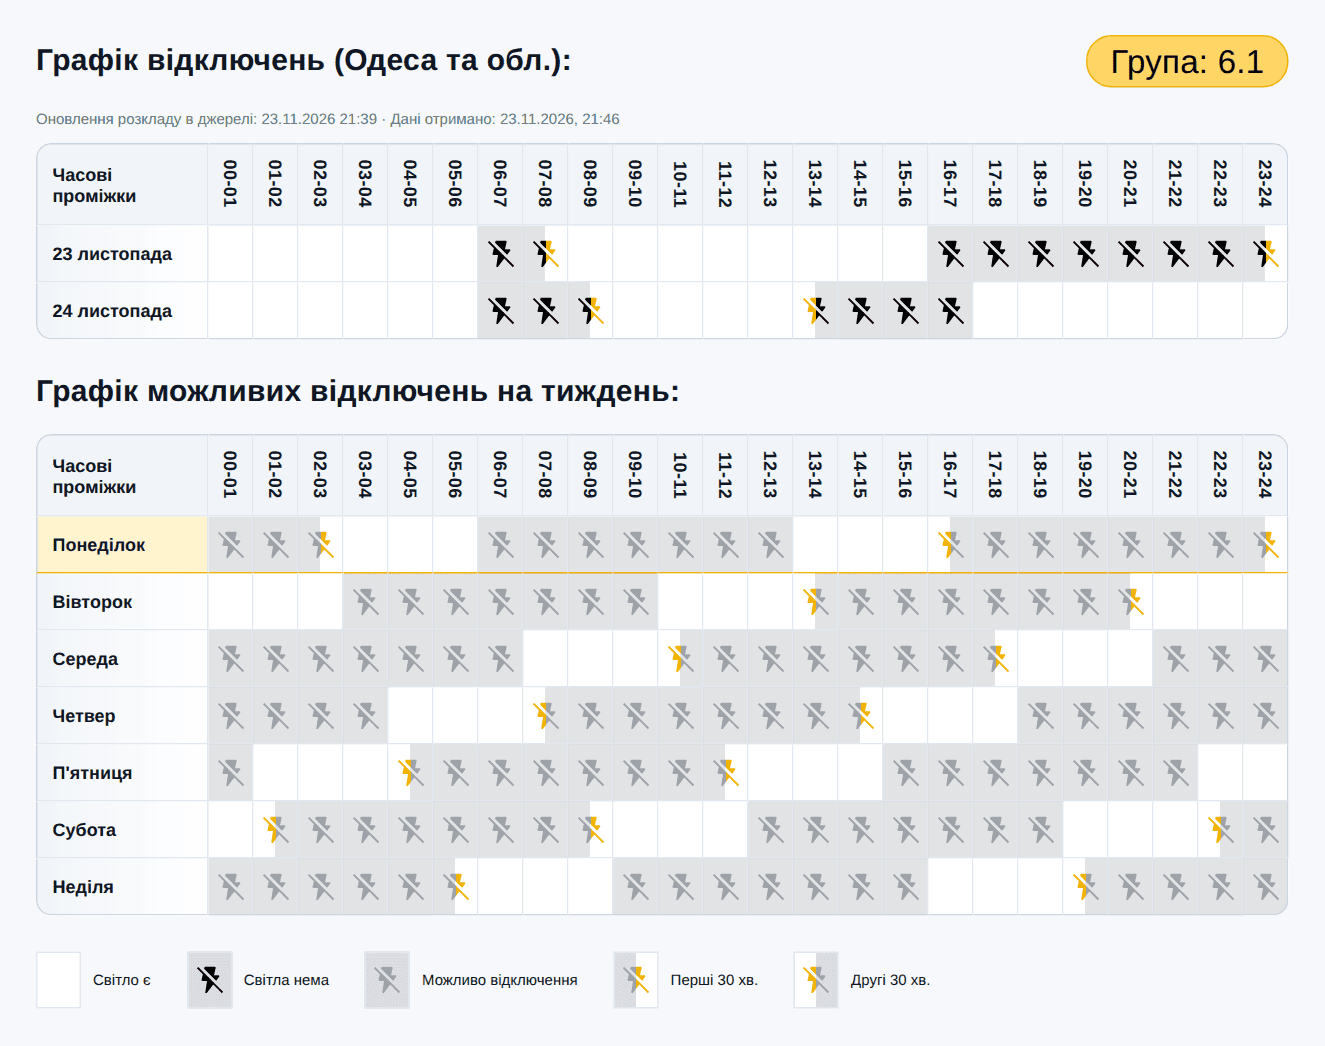 Графік відключень (Одеса та обл.):
Група: 6.1
Оновлення розкладу в джерелі: 23.11.2026 21:39 · Дані отримано: 23.11.2026, 21:46
Часові проміжки 00-01 01-02 02-03 03-04 04-05 05-06 06-07 07-08 08-09 09-10 10-11 11-12 12-13 13-14 14-15 15-16 16-17 17-18 18-19 19-20 20-21 21-22 22-23 23-24
23 листопада
24 листопада
Графік можливих відключень на тиждень:
Часові проміжки 00-01 01-02 02-03 03-04 04-05 05-06 06-07 07-08 08-09 09-10 10-11 11-12 12-13 13-14 14-15 15-16 16-17 17-18 18-19 19-20 20-21 21-22 22-23 23-24
Понеділок
Вівторок
Середа
Четвер
П'ятниця
Субота
Неділя
Світло є Світла нема Можливо відключення Перші 30 хв. Другі 30 хв.